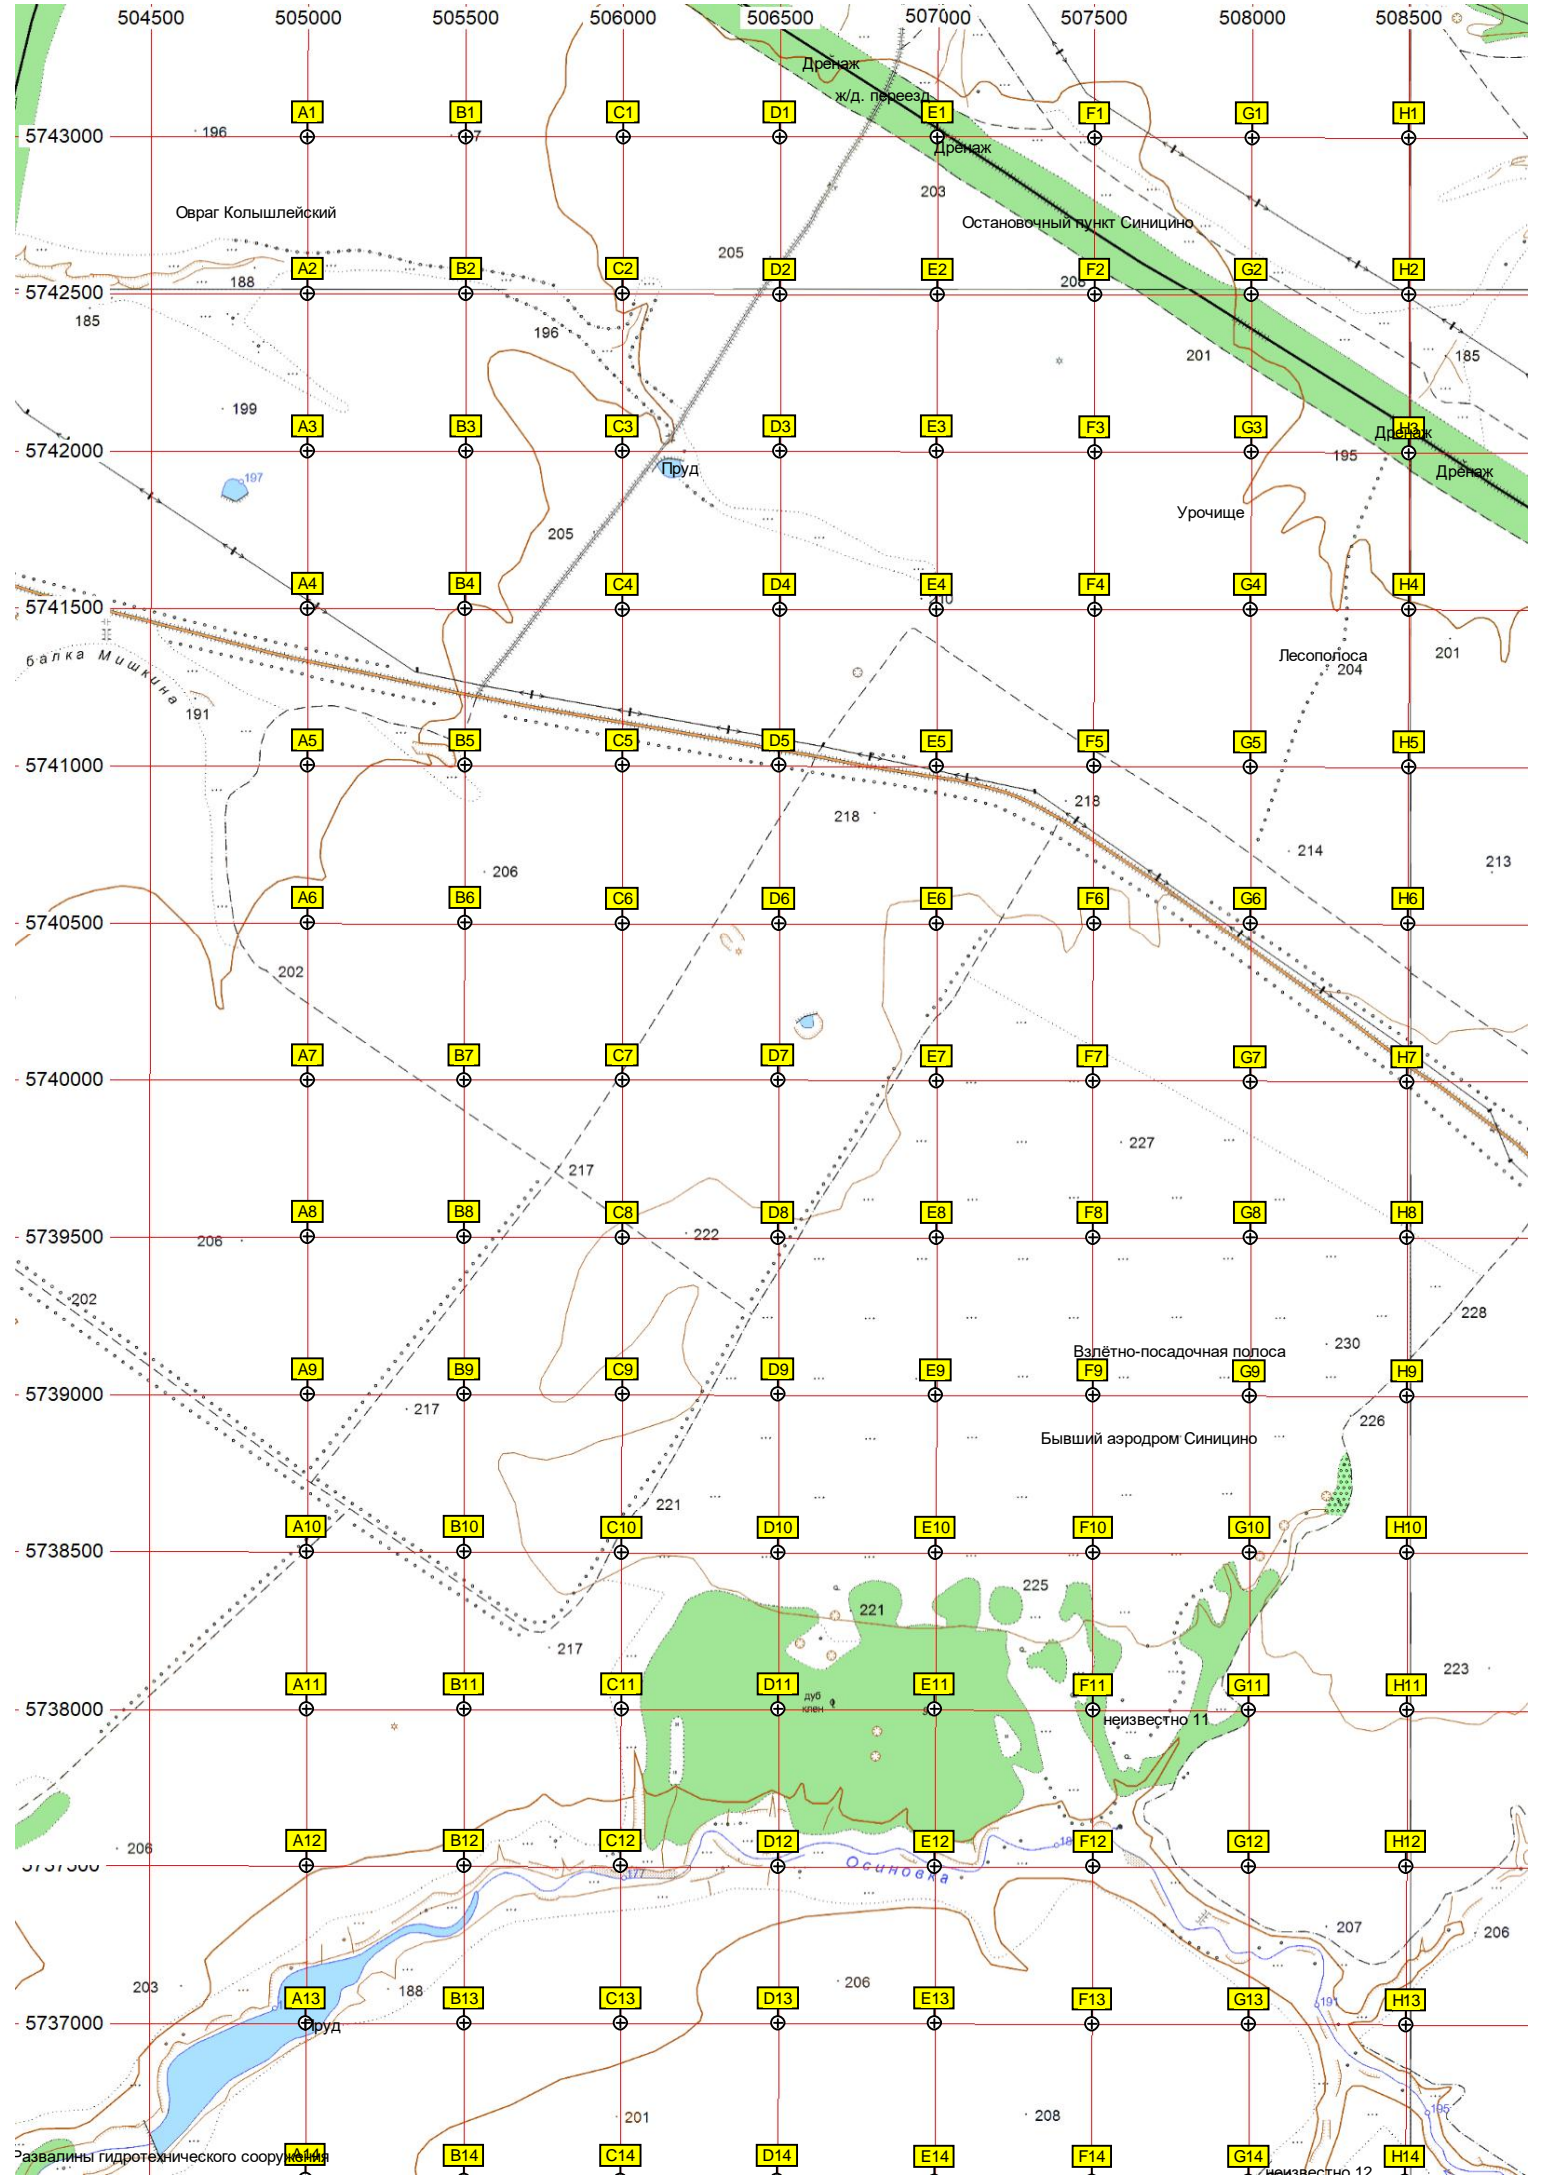 504500 505000 505500 506000 506500 507000 507500 508000 508500
Дренаж
ж/д. переезд
A1 B1 C1 D1 E1 F1 G1 H1
5743000
196
Дренаж
203
Овраг Колышлейский
Остановочный пункт Синицино
205
A2 B2 C2 D2 E2 F2 G2 H2
188
208
5742500
185
196
201
185
199
A3 B3 C3 D3 E3 F3 G3 H3
Дренаж
5742000
195
Пруд
Дренаж
197
Урочище
205
A4 B4 C4 D4 E4 F4 G4 H4
210
5741500
балка Мишкина
Лесополоса
201
204
191
A5 B5 C5 D5 E5 F5 G5 H5
5741000
218
218
214
213
206
A6 B6 C6 D6 E6 F6 G6 H6
5740500
202
A7 B7 C7 D7 E7 F7 G7 H7
5740000
227
217
A8 B8 C8 D8 E8 F8 G8 H8
5739500
206
222
202
228
230
Взлётно-посадочная полоса
A9 B9 C9 D9 E9 F9 G9 H9
5739000
217
226
Бывший аэродром Синицино
221
A10 B10 C10 D10 E10 F10 G10 H10
5738500
225
221
217
223
A11 B11 C11 D11 E11 F11 G11 H11
дуб
клен
5738000
неизвестно 11
A12 B12 C12 D12 E12 F12 G12 H12
206
5737500
177
Осиновка
207
206
203
188
206
A13 B13 C13 D13 E13 F13 G13 H13
191
5737000
Пруд
195
201
208
A14 B14 C14 D14 E14 F14 G14 H14
Развалины гидротехнического сооружения
неизвестно 12